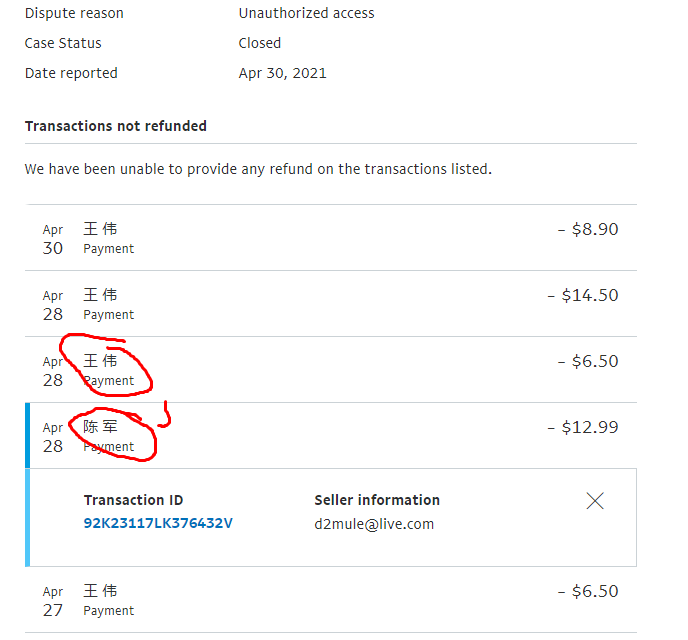 Dispute reason Unauthorized access
Case Status Closed
Date reported Apr 30, 2021
Transactions not refunded
We have been unable to provide any refund on the transactions listed.
Apr 王 伟 - $8.90
30 Payment
Apr 王 伟 - $14.50
28 Payment
Apr 王 伟 - $6.50
28 Payment
Apr 陈 军 - $12.99
28 Payment
Transaction ID Seller information
92K23117LK376432V d2mule@live.com
Apr 王 伟 - $6.50
27 Payment